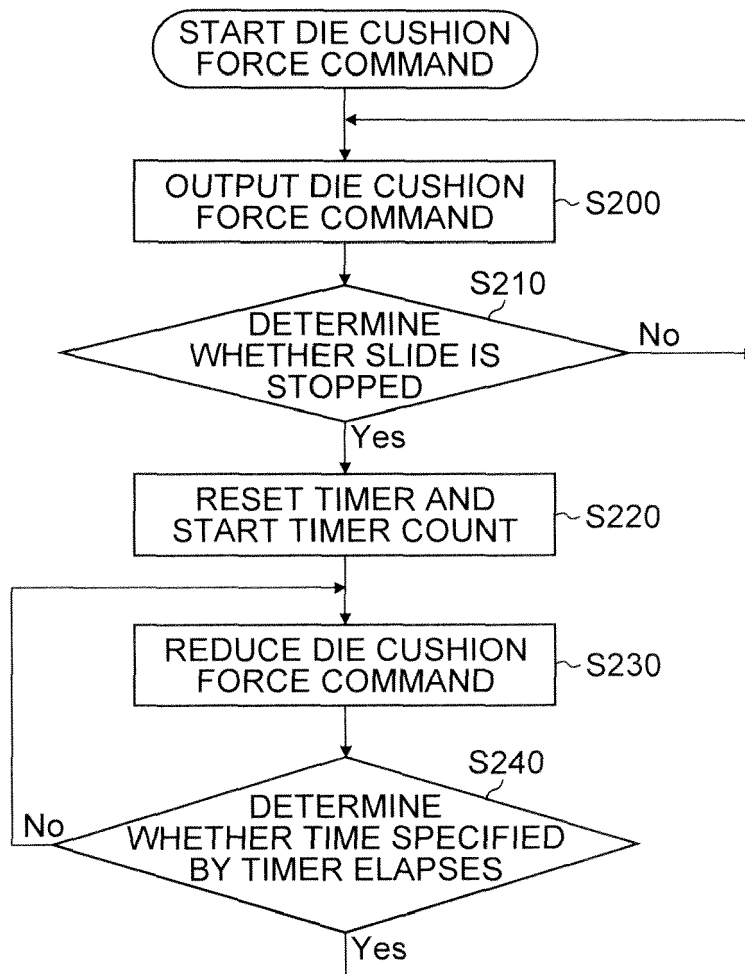 START DIE CUSHION
FORCE COMMAND
OUTPUT DIE CUSHION
FORCE COMMAND
S200
S210
DETERMINE
WHETHER SLIDE IS
STOPPED
No
Yes
RESET TIMER AND
START TIMER COUNT
S220
REDUCE DIE CUSHION
FORCE COMMAND
S230
S240
DETERMINE
WHETHER TIME SPECIFIED
BY TIMER ELAPSES
No
Yes